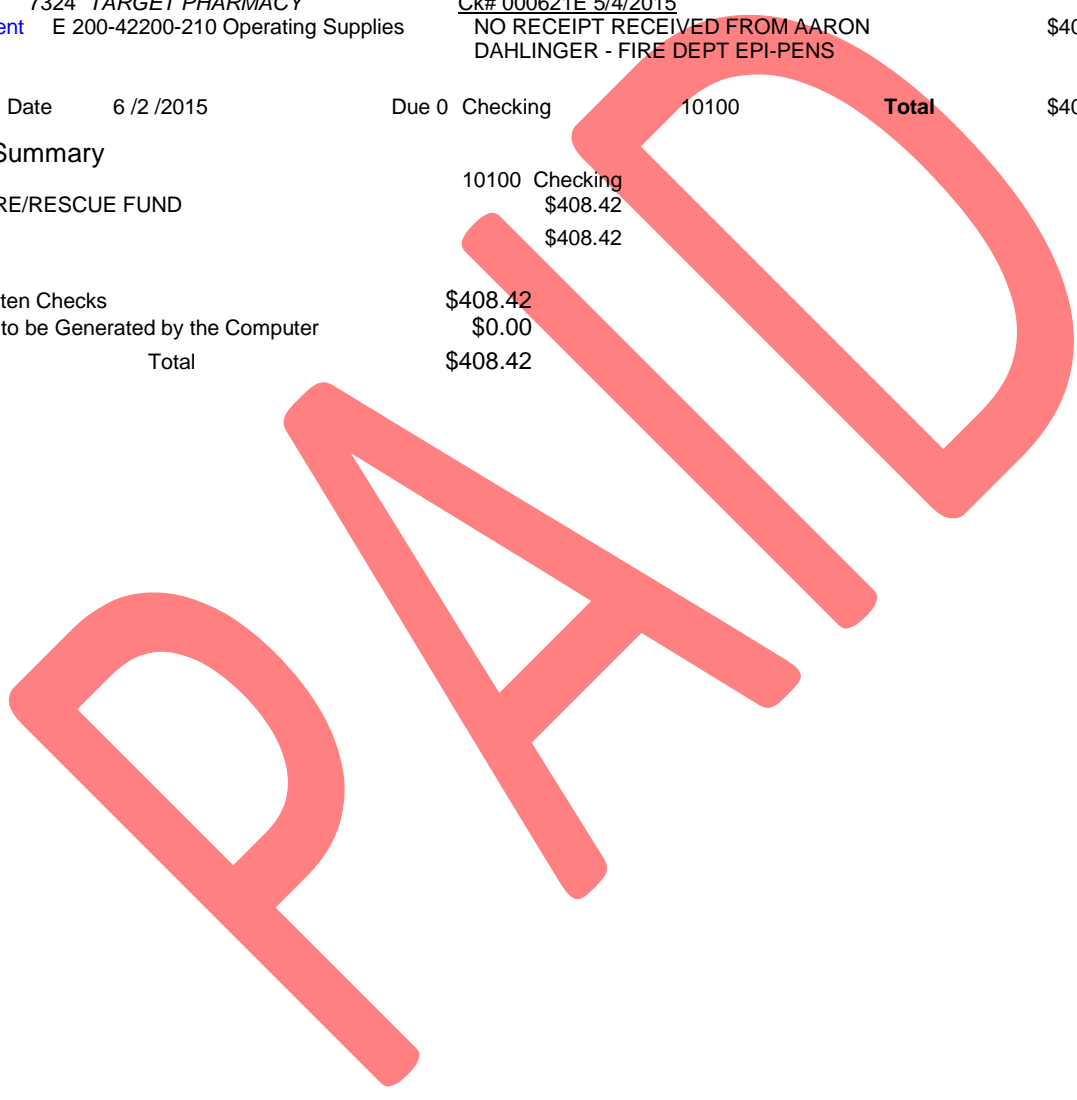 7324 TARGET PHARMACY Ck# 000621E 5/4/2015
E 200-42200-210 Operating Supplies NO RECEIPT RECEIVED FROM AARON $40
DAHLINGER - FIRE DEPT EPI-PENS
Date 6 /2 /2015 Due 0 Checking 10100 Total $40
Summary
10100 Checking
RE/RESCUE FUND $408.42
$408.42
ten Checks $408.42
to be Generated by the Computer $0.00
Total $408.42
PAID